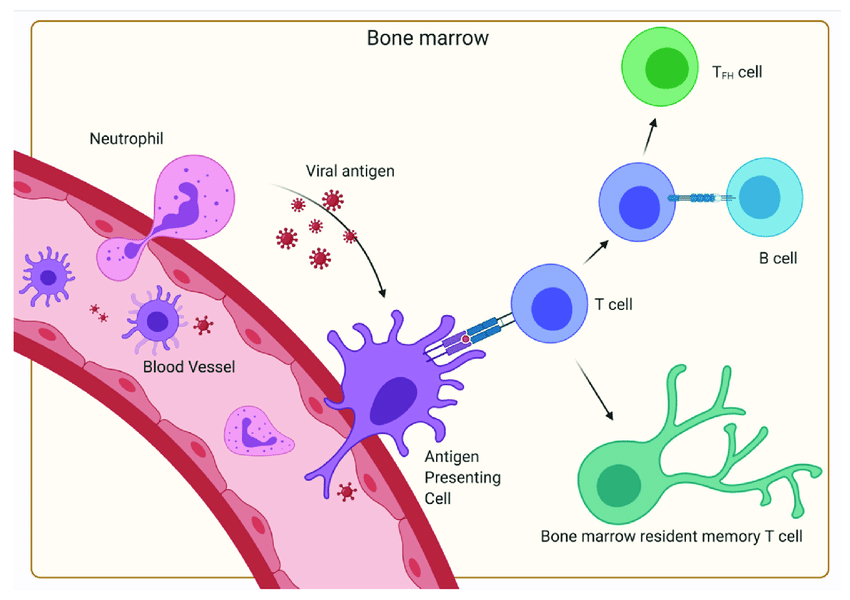 Bone marrow
Neutrophil
Viral antigen
TFH cell
B cell
T cell
Blood Vessel
Antigen
Presenting
Cell
Bone marrow resident memory T cell